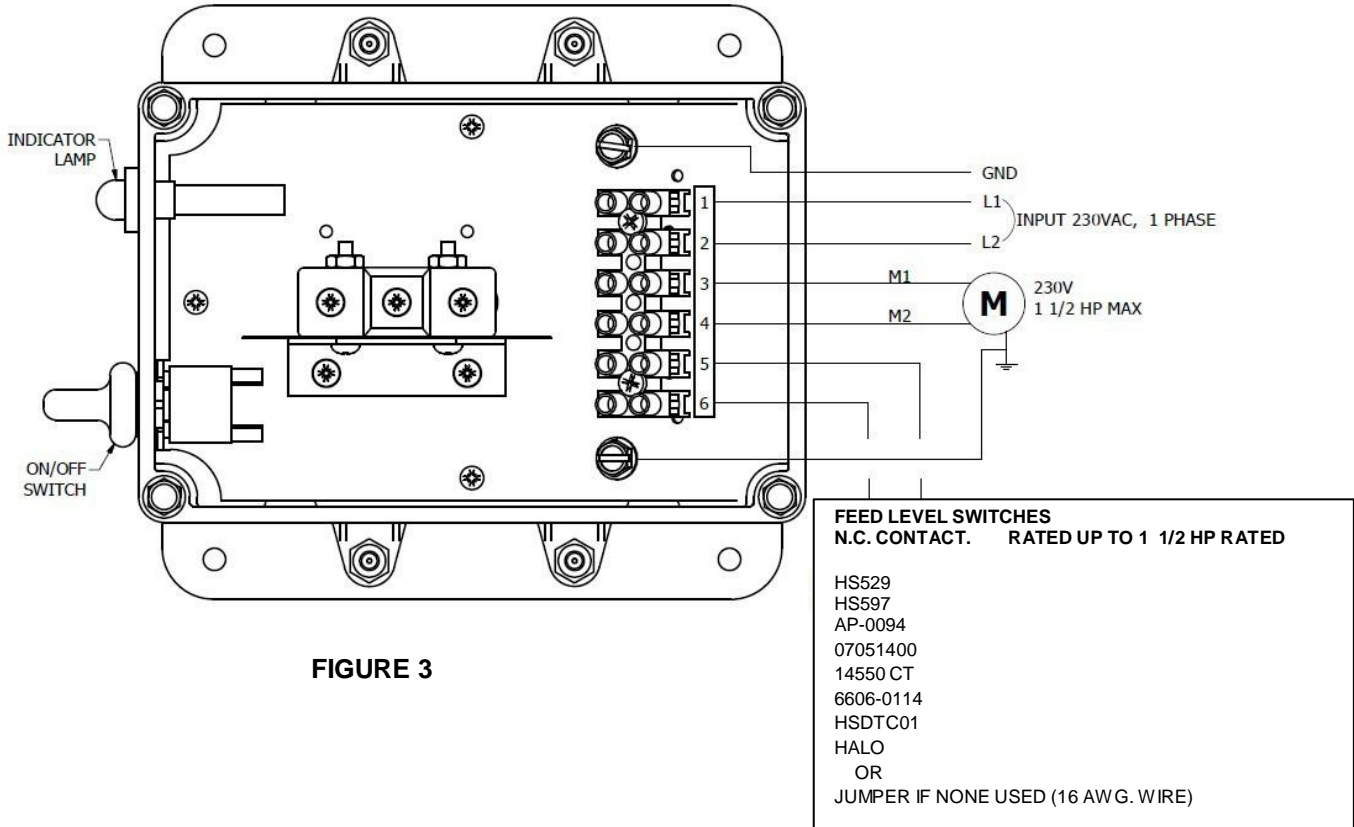 INDICATOR
LAMP
ON/OFF
SWITCH
1
2
3
4
5
6
GND
L1
INPUT 230VAC, 1 PHASE
L2
M1
M2
M
230V
1 1/2 HP MAX
FEED LEVEL SWITCHES
N.C. CONTACT. RATED UP TO 1 1/2 HP RATED
HS529
HS597
AP-0094
07051400
14550 CT
6606-0114
HSDTC01
HALO
OR
JUMPER IF NONE USED (16 AWG. WIRE)
FIGURE 3